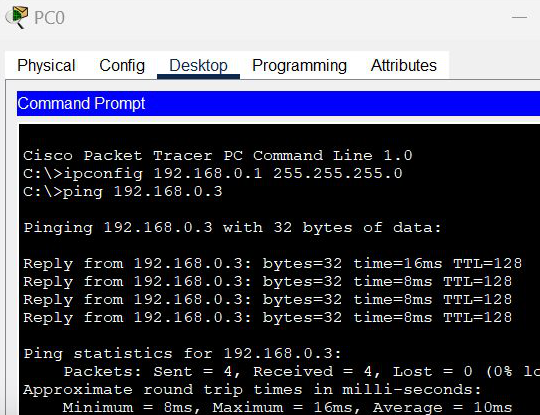 PC0
Physical Config Desktop Programming Attributes
Command Prompt
Cisco Packet Tracer PC Command Line 1.0
C:\>ipconfig 192.168.0.1 255.255.255.0
C:\>ping 192.168.0.3
Pinging 192.168.0.3 with 32 bytes of data:
Reply from 192.168.0.3: bytes=32 time=16ms TTL=128
Reply from 192.168.0.3: bytes=32 time=8ms TTL=128
Reply from 192.168.0.3: bytes=32 time=8ms TTL=128
Reply from 192.168.0.3: bytes=32 time=8ms TTL=128
Ping statistics for 192.168.0.3:
Packets: Sent = 4, Received = 4, Lost = 0 (0% lo
Approximate round trip times in milli-seconds:
Minimum = 8ms, Maximum = 16ms, Average = 10ms